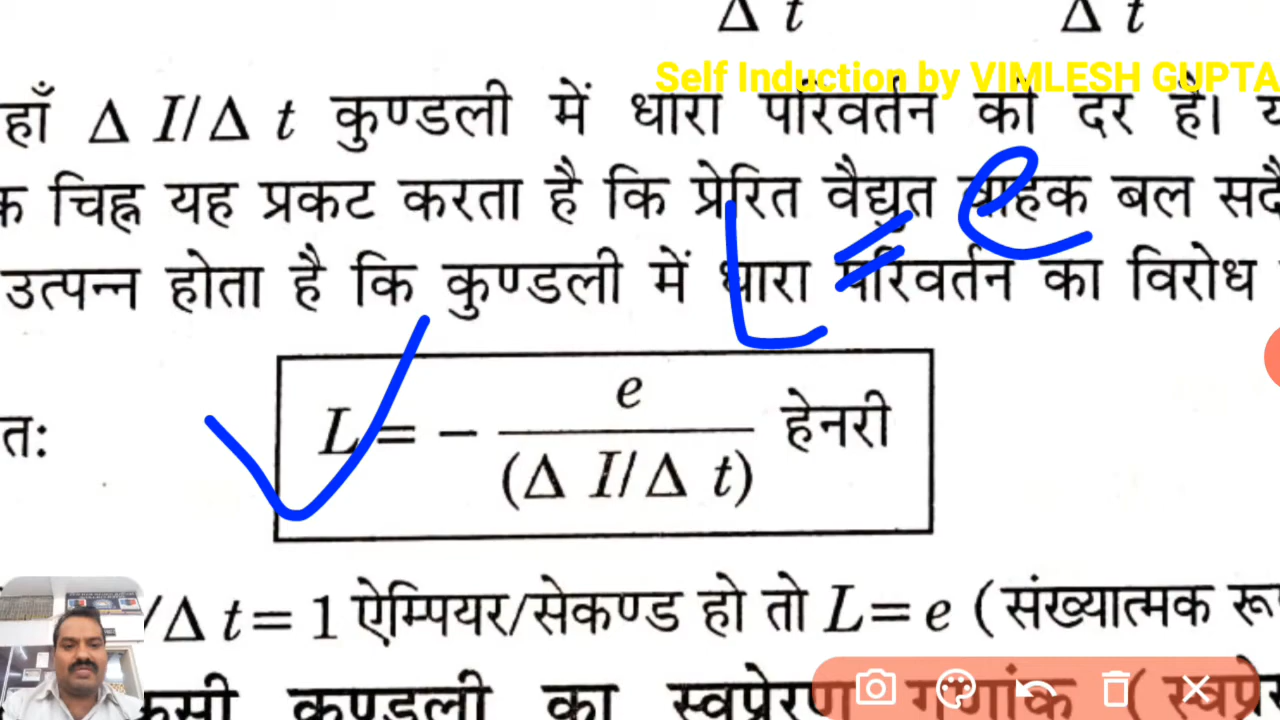 Δ t Δ t
Self Induction by VIMLESH GUPTA
हाँ Δ I/Δ t कुण्डली में धारा परिवर्तन की दर है।
चिह्न यह प्रकट करता है कि प्रेरित वैद्युत वाहक बल
e
उत्पन्न होता है कि कुण्डली में धारा परिवर्तन का विरोध
L =
तः
L = - e / (Δ I/Δ t) हेनरी
/Δ t = 1 ऐम्पियर/सेकण्ड हो तो L = e (संख्यात्मक
कुण्डली का स्वप्रेरण गुणांक (